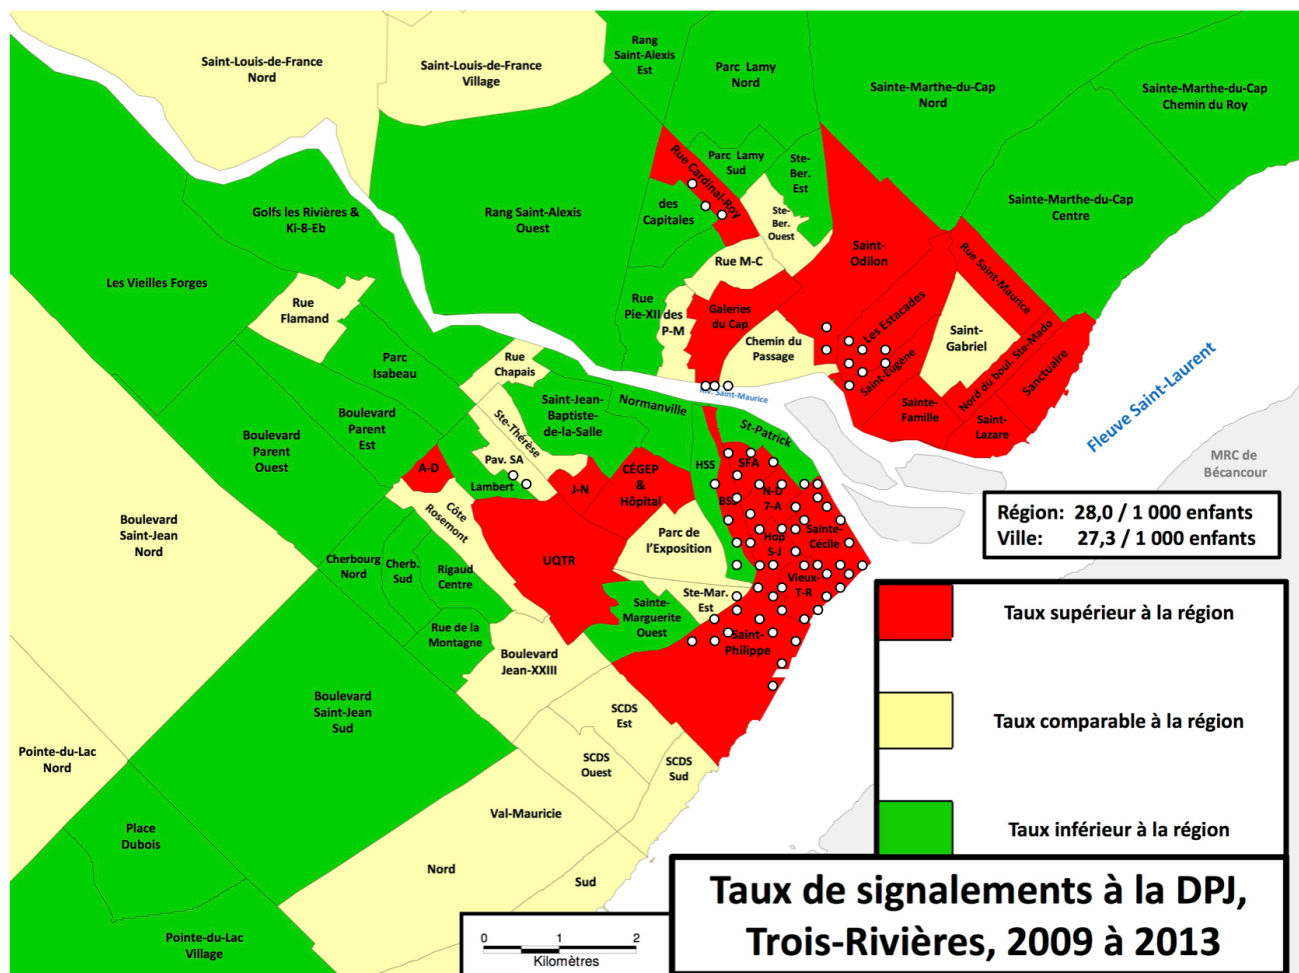 Saint-Louis-de-France
Nord
Saint-Louis-de-France
Village
Rang
Saint-Alexis
Est
Parc Lamy
Nord
Sainte-Marthe-du-Cap
Nord
Sainte-Marthe-du-Cap
Chemin du Roy
Rue Cardinal-Roy
Parc Lamy
Sud
Ste-
Ber.
Est
Golfs les Rivières &
Ki-8-Eb
Rang Saint-Alexis
Ouest
des
Capitales
Ste-
Ber.
Ouest
Sainte-Marthe-du-Cap
Centre
Saint-
Odilon
Rue Saint-Maurice
Les Vieilles Forges
Rue M-C
Rue
Flamand
Rue
Pie-XII
des
P-M
Galeries
du Cap
Les Estacades
Saint-
Gabriel
Chemin du
Passage
Nord du boul. Ste-Mado
Sanctuaire
Parc
Isabeau
Rue
Chapais
Saint-Eugène
Fleuve Saint-Laurent
Riv. Saint-Maurice
Saint-Jean-
Baptiste-
de-la-Salle
Normanville
Sainte-
Famille
Saint-
Lazare
Boulevard
Parent
Est
Ste-Thérèse
St-Patrick
Boulevard
Parent
Ouest
Pav. SA
A-D
Lambert
J-N
CÉGEP
&
Hôpital
HSS
SFA
MRC de
Bécancour
N-D
7-A
BSJ
Côte
Rosemont
Région: 28,0 / 1 000 enfants
Ville: 27,3 / 1 000 enfants
Boulevard
Saint-Jean
Nord
Parc de
l’Exposition
Hop
S-J
Sainte-
Cécile
Cherbourg
Nord
Cherb.
Sud
Rigaud
Centre
UQTR
Vieux-
T-R
Ste-Mar.
Est
Sainte-
Marguerite
Ouest
Taux supérieur à la région
Rue de la
Montagne
Saint-
Philippe
Boulevard
Jean-XXIII
Boulevard
Saint-Jean
Sud
SCDS
Est
Taux comparable à la région
Pointe-du-Lac
Nord
SCDS
Ouest
SCDS
Sud
Val-Mauricie
Place
Dubois
Taux inférieur à la région
Nord
Sud
Taux de signalements à la DPJ,
Trois-Rivières, 2009 à 2013
Pointe-du-Lac
Village
0 1 2
Kilomètres